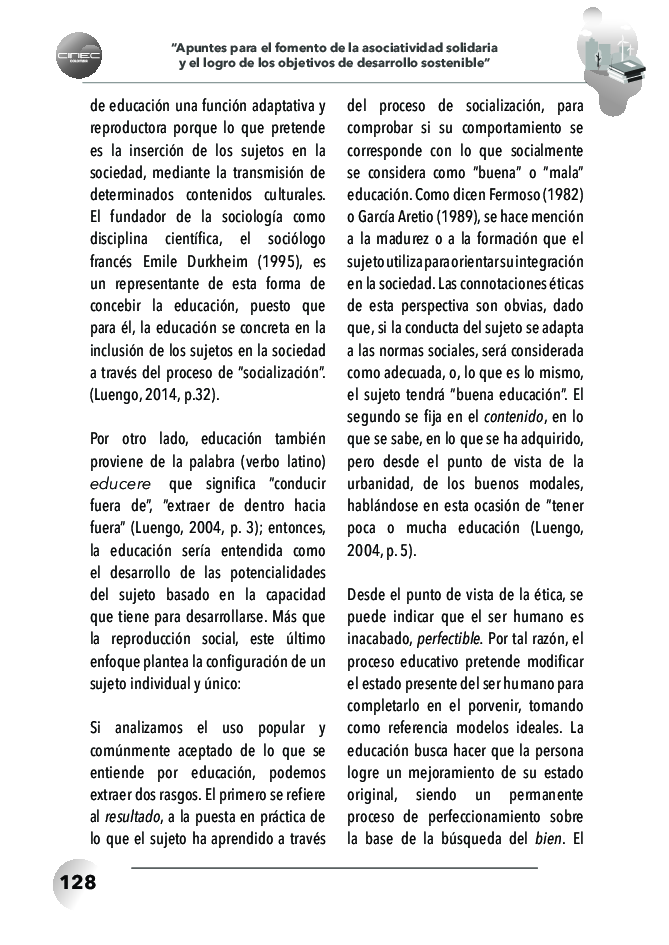 CINEC
COLOMBIA
“Apuntes para el fomento de la asociatividad solidaria
y el logro de los objetivos de desarrollo sostenible”
de educación una función adaptativa y
reproductora porque lo que pretende
es la inserción de los sujetos en la
sociedad, mediante la transmisión de
determinados contenidos culturales.
El fundador de la sociología como
disciplina científica, el sociólogo
francés Emile Durkheim (1995), es
un representante de esta forma de
concebir la educación, puesto que
para él, la educación se concreta en la
inclusión de los sujetos en la sociedad
a través del proceso de "socialización".
(Luengo, 2014, p.32).
Por otro lado, educación también
proviene de la palabra (verbo latino)
educere que significa "conducir
fuera de", "extraer de dentro hacia
fuera" (Luengo, 2004, p. 3); entonces,
la educación sería entendida como
el desarrollo de las potencialidades
del sujeto basado en la capacidad
que tiene para desarrollarse. Más que
la reproducción social, este último
enfoque plantea la configuración de un
sujeto individual y único:
Si analizamos el uso popular y
comúnmente aceptado de lo que se
entiende por educación, podemos
extraer dos rasgos. El primero se refiere
al resultado, a la puesta en práctica de
lo que el sujeto ha aprendido a través
del proceso de socialización, para
comprobar si su comportamiento se
corresponde con lo que socialmente
se considera como "buena" o "mala"
educación. Como dicen Fermoso (1982)
o García Aretio (1989), se hace mención
a la madurez o a la formación que el
sujeto utiliza para orientar su integración
en la sociedad. Las connotaciones éticas
de esta perspectiva son obvias, dado
que, si la conducta del sujeto se adapta
a las normas sociales, será considerada
como adecuada, o, lo que es lo mismo,
el sujeto tendrá "buena educación". El
segundo se fija en el contenido, en lo
que se sabe, en lo que se ha adquirido,
pero desde el punto de vista de la
urbanidad, de los buenos modales,
hablándose en esta ocasión de "tener
poca o mucha educación (Luengo,
2004, p. 5).
Desde el punto de vista de la ética, se
puede indicar que el ser humano es
inacabado, perfectible. Por tal razón, el
proceso educativo pretende modificar
el estado presente del ser humano para
completarlo en el porvenir, tomando
como referencia modelos ideales. La
educación busca hacer que la persona
logre un mejoramiento de su estado
original, siendo un permanente
proceso de perfeccionamiento sobre
la base de la búsqueda del bien. El
128